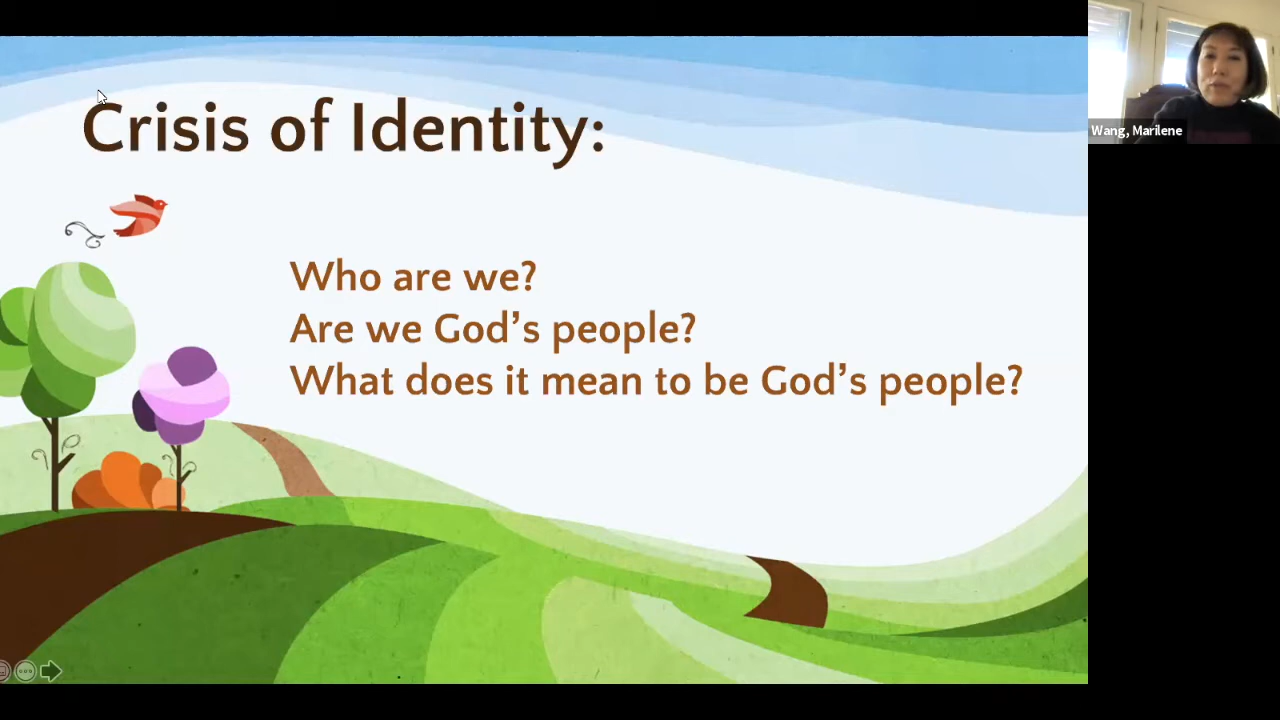 Crisis of Identity:
Who are we?
Are we God’s people?
What does it mean to be God’s people?
Wang, Marilene